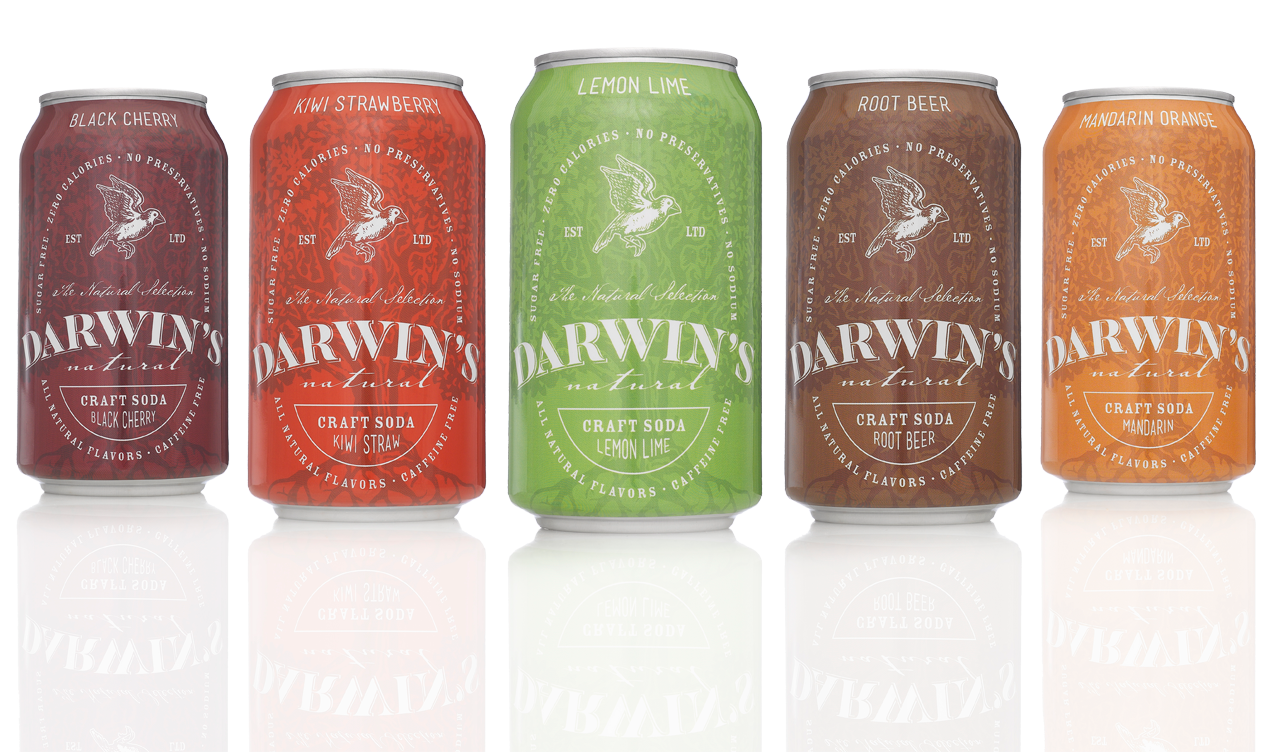 BLACK CHERRY
SUGAR FREE · ZERO CALORIES · NO PRESERVATIVES · NO SODIUM
EST LTD
The Natural Selection
DARWIN'S
natural
CRAFT SODA
BLACK CHERRY
ALL NATURAL FLAVORS · CAFFEINE FREE
KIWI STRAWBERRY
SUGAR FREE · ZERO CALORIES · NO PRESERVATIVES · NO SODIUM
EST LTD
The Natural Selection
DARWIN'S
natural
CRAFT SODA
KIWI STRAW
ALL NATURAL FLAVORS · CAFFEINE FREE
LEMON LIME
SUGAR FREE · ZERO CALORIES · NO PRESERVATIVES · NO SODIUM
EST LTD
The Natural Selection
DARWIN'S
natural
CRAFT SODA
LEMON LIME
ALL NATURAL FLAVORS · CAFFEINE FREE
ROOT BEER
SUGAR FREE · ZERO CALORIES · NO PRESERVATIVES · NO SODIUM
EST LTD
The Natural Selection
DARWIN'S
natural
CRAFT SODA
ROOT BEER
ALL NATURAL FLAVORS · CAFFEINE FREE
MANDARIN ORANGE
SUGAR FREE · ZERO CALORIES · NO PRESERVATIVES · NO SODIUM
EST LTD
The Natural Selection
DARWIN'S
natural
CRAFT SODA
MANDARIN
ALL NATURAL FLAVORS · CAFFEINE FREE